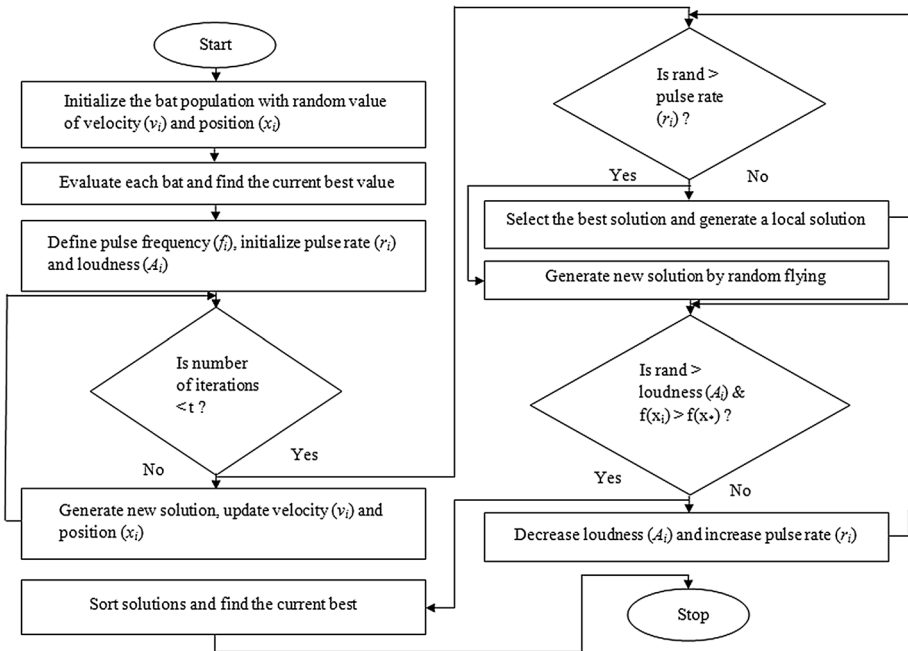 Start
Initialize the bat population with random value
of velocity (vᵢ) and position (xᵢ)
Evaluate each bat and find the current best value
Define pulse frequency (fᵢ), initialize pulse rate (rᵢ)
and loudness (Aᵢ)
Is number
of iterations
< t ?
No
Yes
Generate new solution, update velocity (vᵢ) and
position (xᵢ)
Sort solutions and find the current best
Is rand >
pulse rate
(rᵢ) ?
Yes
No
Select the best solution and generate a local solution
Generate new solution by random flying
Is rand >
loudness (Aᵢ) &
f(xᵢ) > f(x*) ?
Yes
No
Decrease loudness (Aᵢ) and increase pulse rate (rᵢ)
Stop